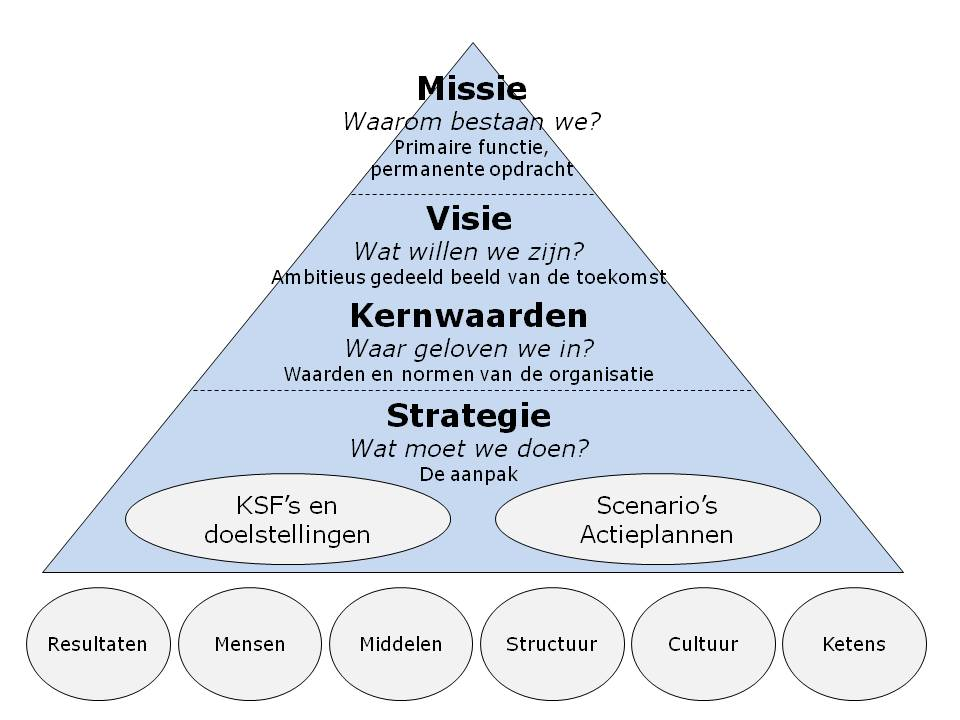 Missie
Waarom bestaan we?
Primaire functie,
permanente opdracht
Visie
Wat willen we zijn?
Ambitieus gedeeld beeld van de toekomst
Kernwaarden
Waar geloven we in?
Waarden en normen van de organisatie
Strategie
Wat moet we doen?
De aanpak
KSF’s en
doelstellingen
Scenario’s
Actieplannen
Resultaten
Mensen
Middelen
Structuur
Cultuur
Ketens